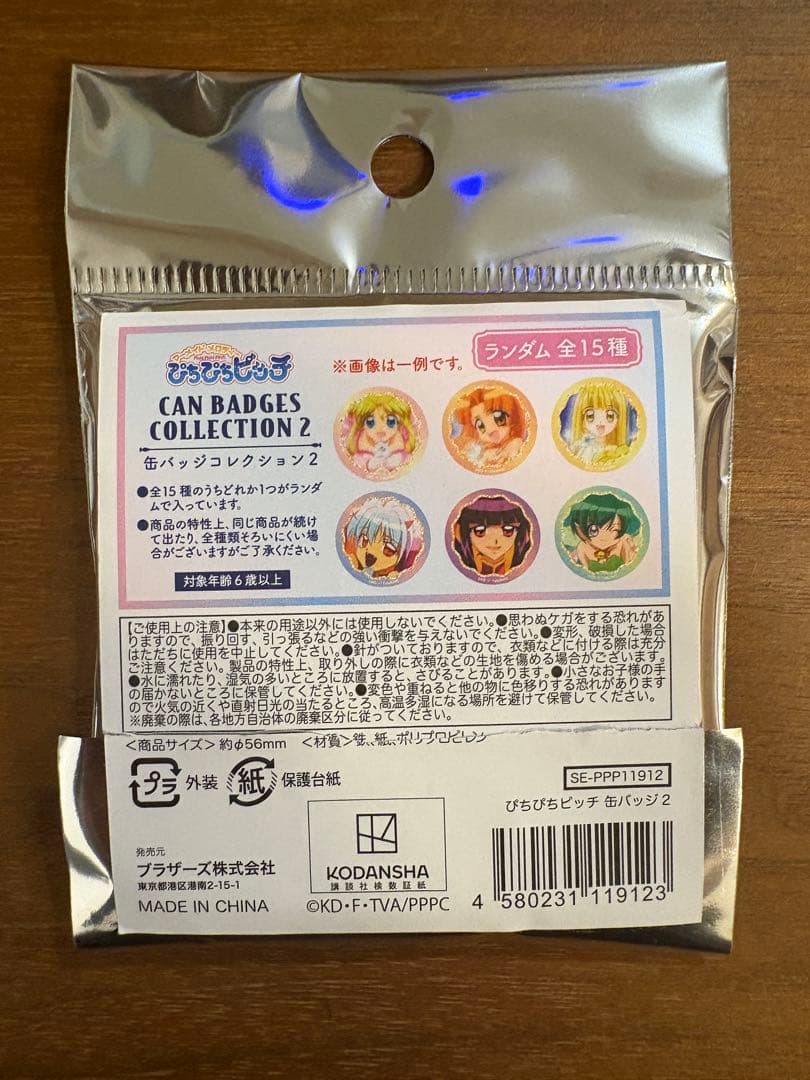 マーメイド メロディー
ぴちぴちピッチ
CAN BADGES
COLLECTION 2
缶バッジコレクション2
●全15種のうちどれか1つがランダ
ムで入っています。
●商品の特性上、同じ商品が続け
て出たり、全種類そろいにくい場
合がございますがご了承ください。
対象年齢6歳以上
※画像は一例です。
ランダム 全15種
【ご使用上の注意】●本来の用途以外には使用しないでください。●思わぬケガをする恐れがあ
りますので、振り回す、引っ張るなどの強い衝撃を与えないでください。●変形、破損した場合
はただちに使用を中止してください。●針がついておりますので、衣類などに付ける際は充分
ご注意ください。製品の特性上、取り外しの際に衣類などの生地を傷める場合がございます。
●水に濡れたり、湿気の多いところに放置すると、さびることがあります。●小さなお子様の手
の届かないところに保管してください。●変色や重ねると他の物に色移りする恐れがあります
ので火気の近くや直射日光の当たるところ、高温多湿になる場所を避けて保管してください。
※廃棄の際は、各地方自治体の廃棄区分に従ってください。
<商品サイズ> 約φ56mm <材質> 鉄、紙、ポリプロピレン
プラ 外装 紙 保護台紙
SE-PPP11912
ぴちぴちピッチ 缶バッジ2
発売元
ブラザーズ株式会社
東京都港区港南2-15-1
MADE IN CHINA
KODANSHA
講談社検数証紙
©KD・F・TVA/PPPC
4 580231 119123